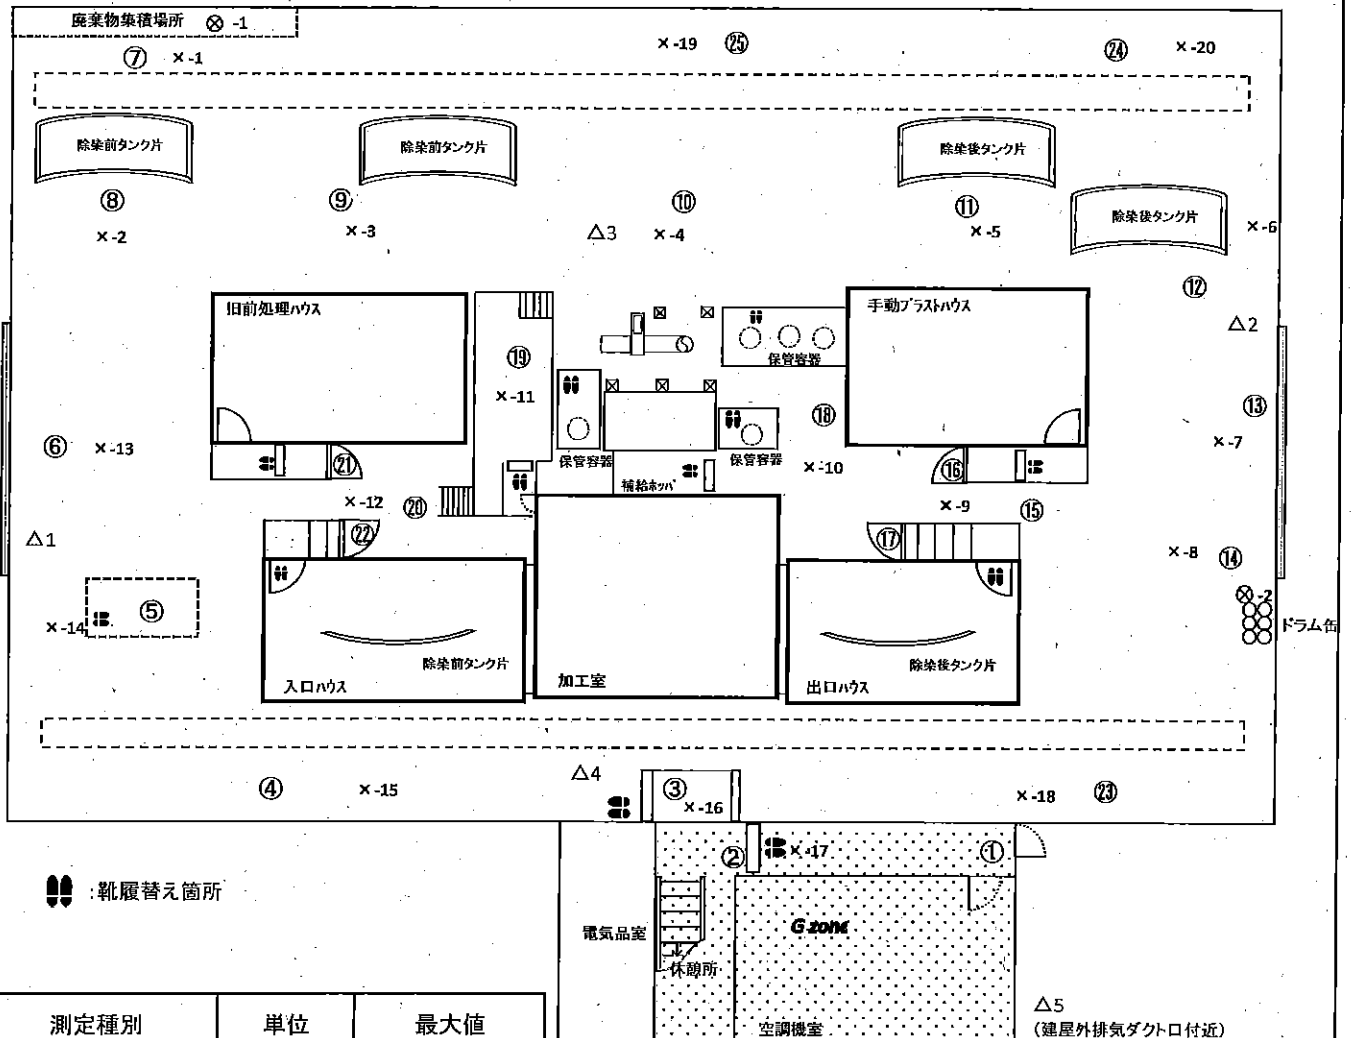 廃棄物集積場所 ⊗ -1
⑦ × -1
× -19 ㉕
㉔ × -20
除染前タンク片
除染前タンク片
除染後タンク片
除染後タンク片
⑧
× -2
⑨
× -3
⑩
△3 × -4
⑪
× -5
× -6
⑫
△2
旧前処理ハウス
手動ブラストハウス
⑲
× -11
保管容器
⑱
⑬
× -7
⑥ × -13
㉑
保管容器
保管容器
× -10
⑯
補給ホッパ
× -12 ⑳
× -9
⑮
△1
㉒
⑰
× -8
⑭
⊗ -2
ドラム缶
⑤
× -14
除染前タンク片
入口ハウス
加工室
除染後タンク片
出口ハウス
④ × -15
△4
③
× -16
× -18 ㉓
② × -17
①
:靴履替え箇所
G zone
電気品室
休憩所
空調機室
△5
(建屋外排気ダクト口付近)
測定種別 単位 最大値